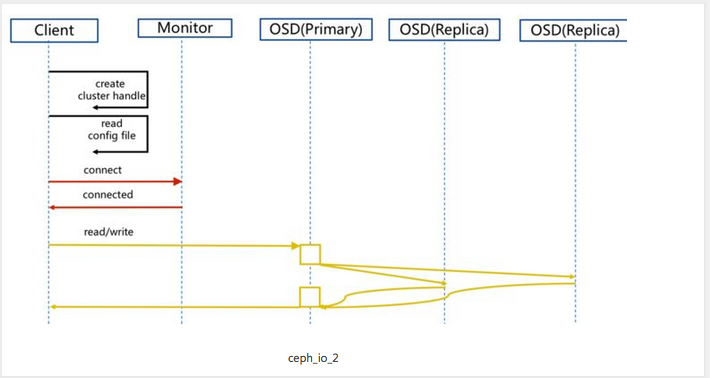 Client
Monitor
OSD(Primary)
OSD(Replica)
OSD(Replica)
create
cluster handle
read
config file
connect
connected
read/write
ceph_io_2